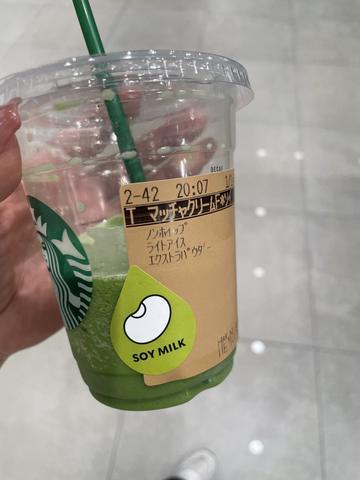 DECAF
2-42 20:07
T マッチャクリームF
ノンホイップ
ライトアイス
エクストラパウダー
SOY MILK